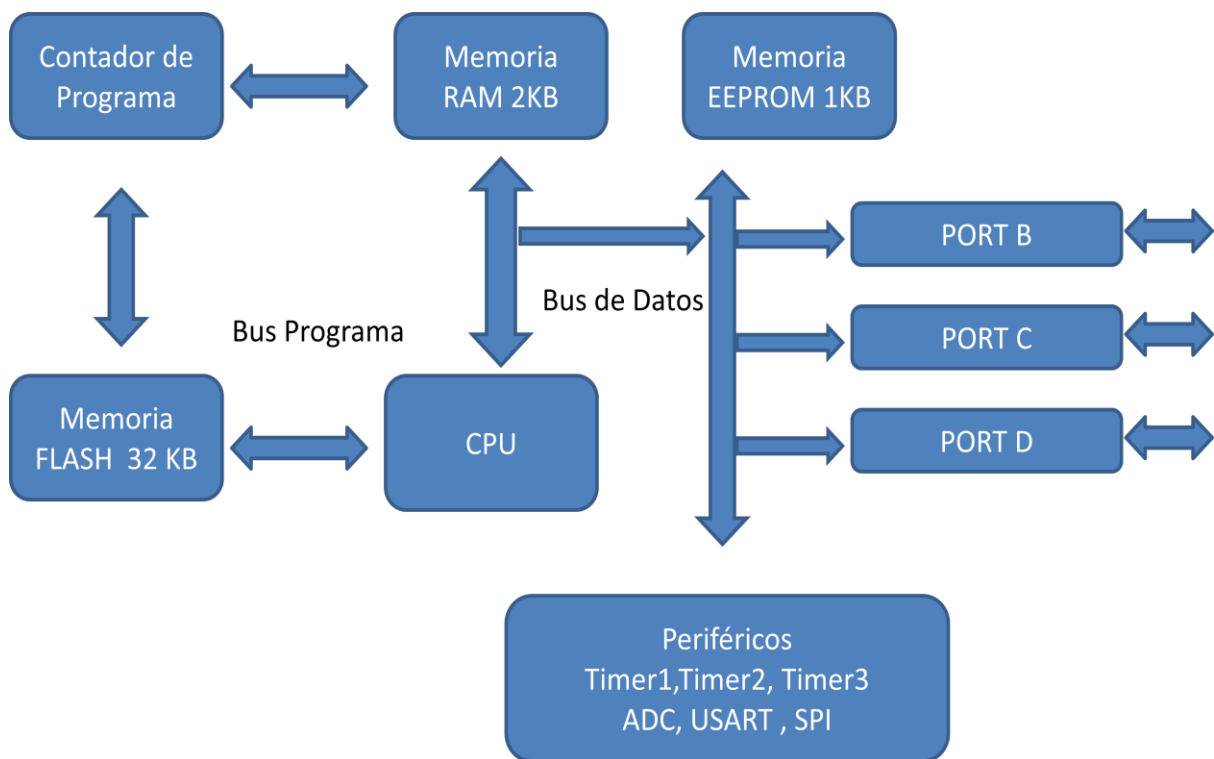 Contador de
Programa
Memoria
RAM 2KB
Memoria
EEPROM 1KB
PORT B
Bus de Datos
Bus Programa
PORT C
Memoria
FLASH  32 KB
CPU
PORT D
Periféricos
Timer1,Timer2, Timer3
ADC, USART , SPI